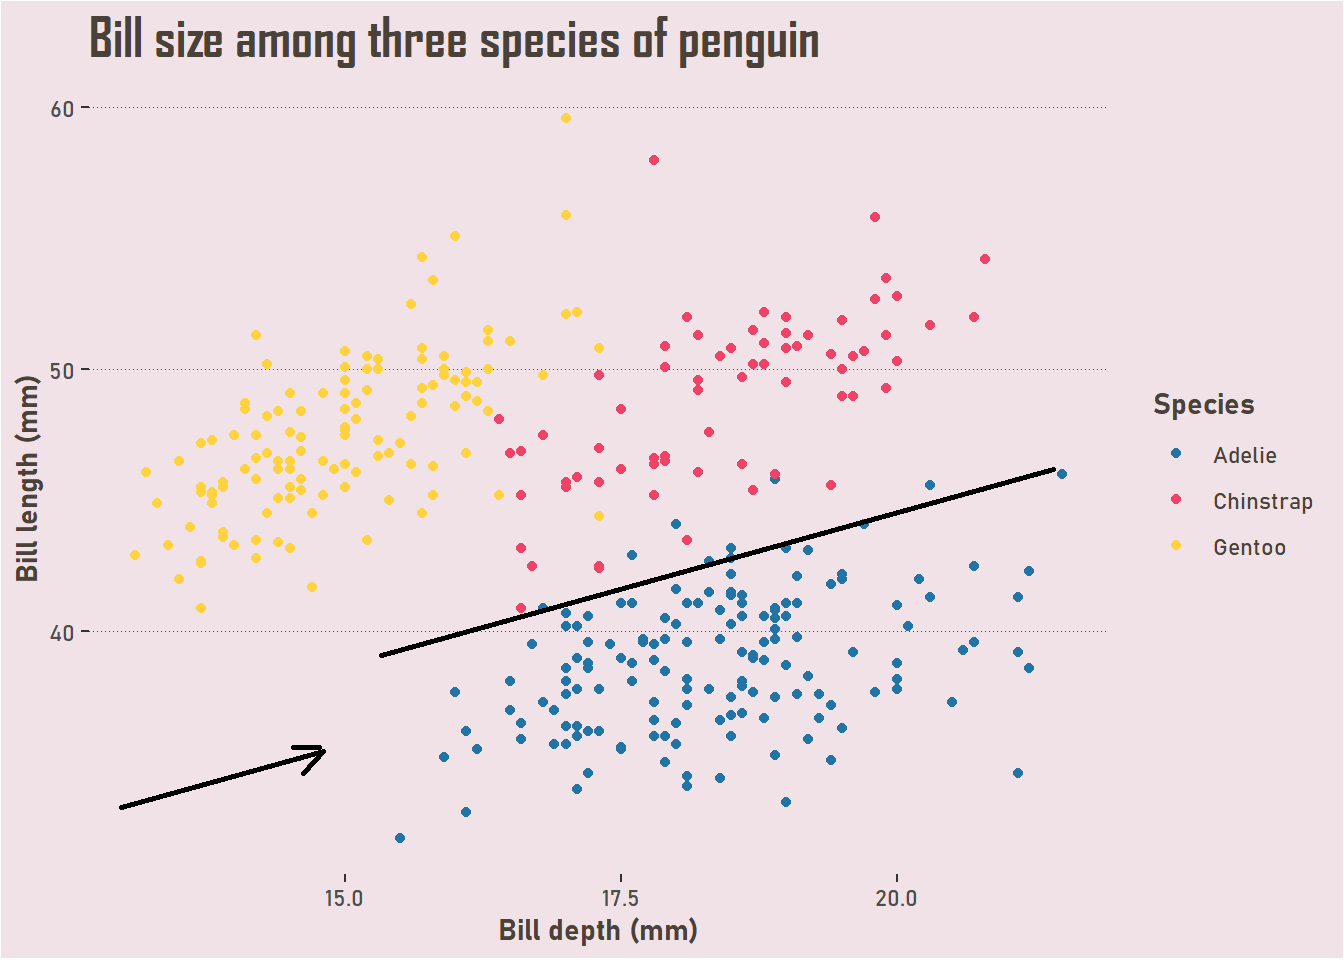 Bill size among three species of penguin
60
50
40
Bill length (mm)
15.0
17.5
20.0
Bill depth (mm)
Species
Adelie
Chinstrap
Gentoo